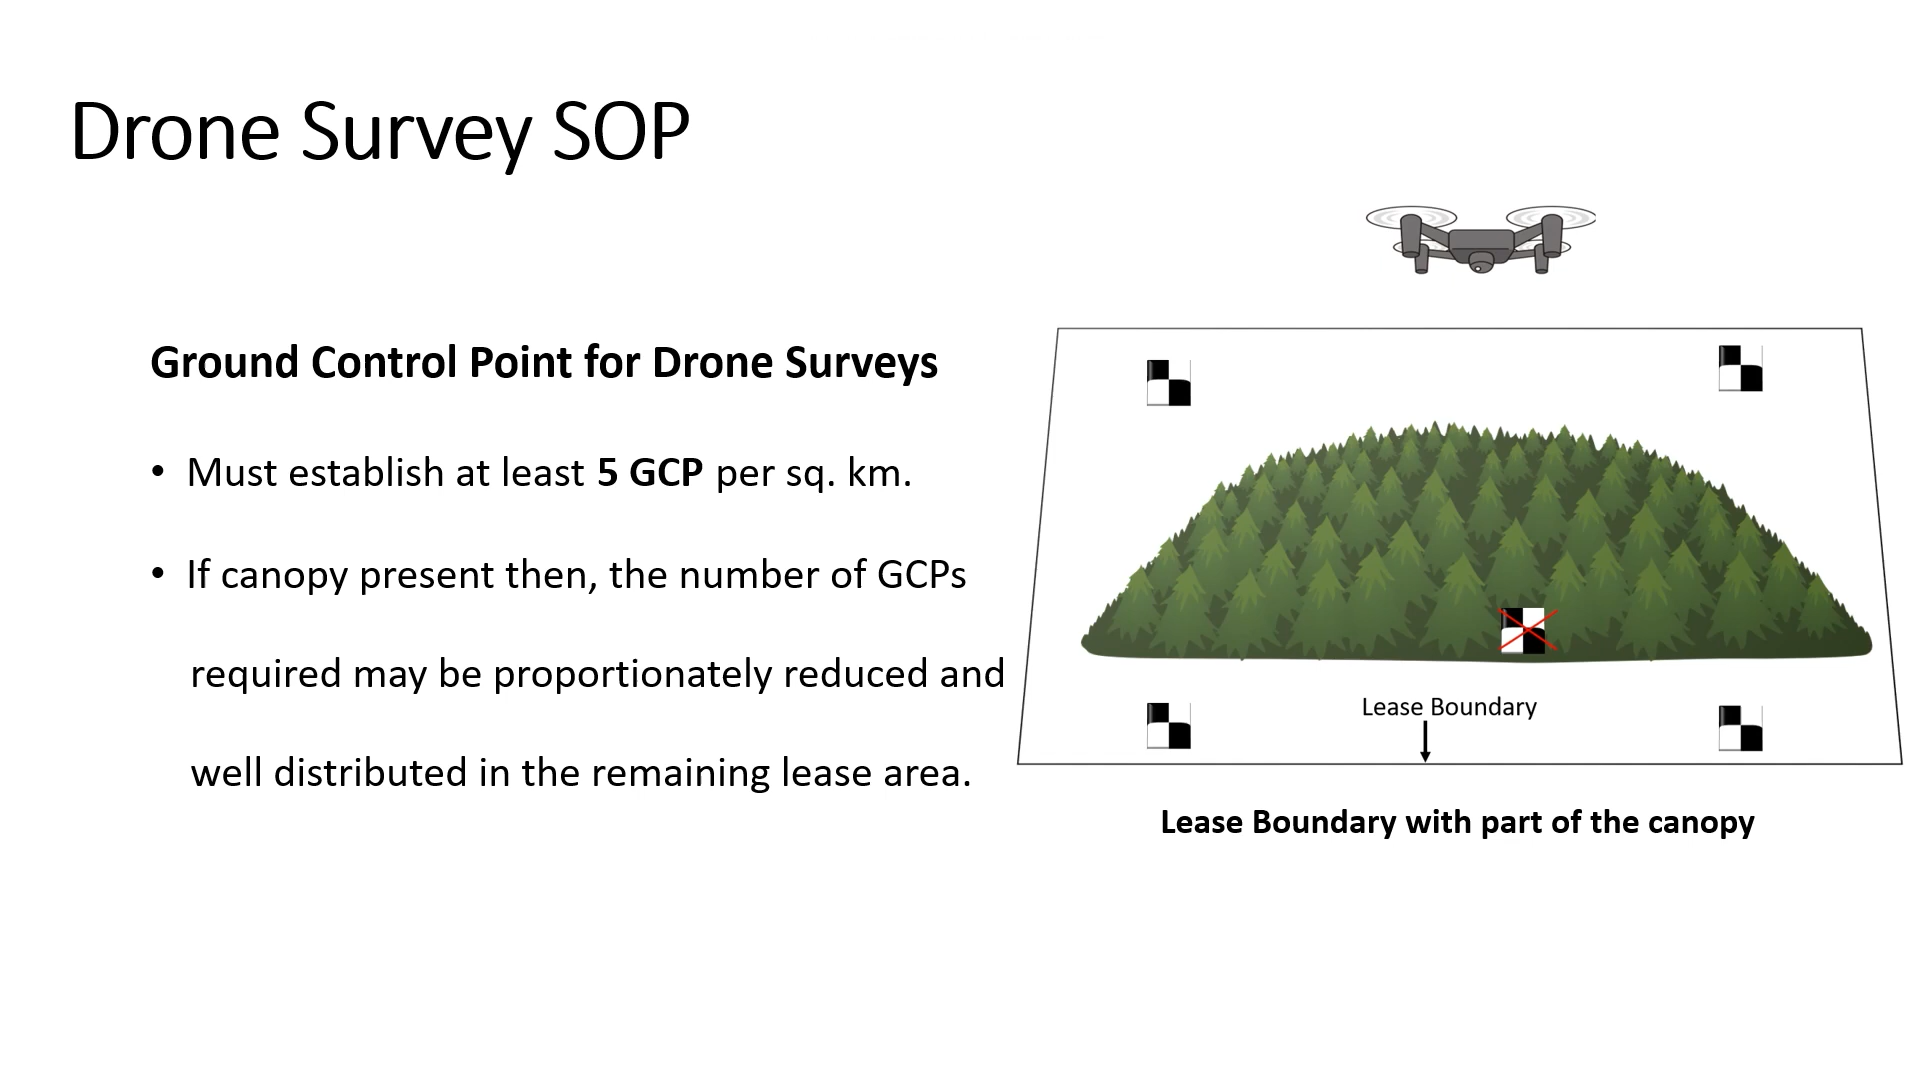 Drone Survey SOP
Ground Control Point for Drone Surveys
• Must establish at least 5 GCP per sq. km.
• If canopy present then, the number of GCPs
required may be proportionately reduced and
well distributed in the remaining lease area.
Lease Boundary
Lease Boundary with part of the canopy